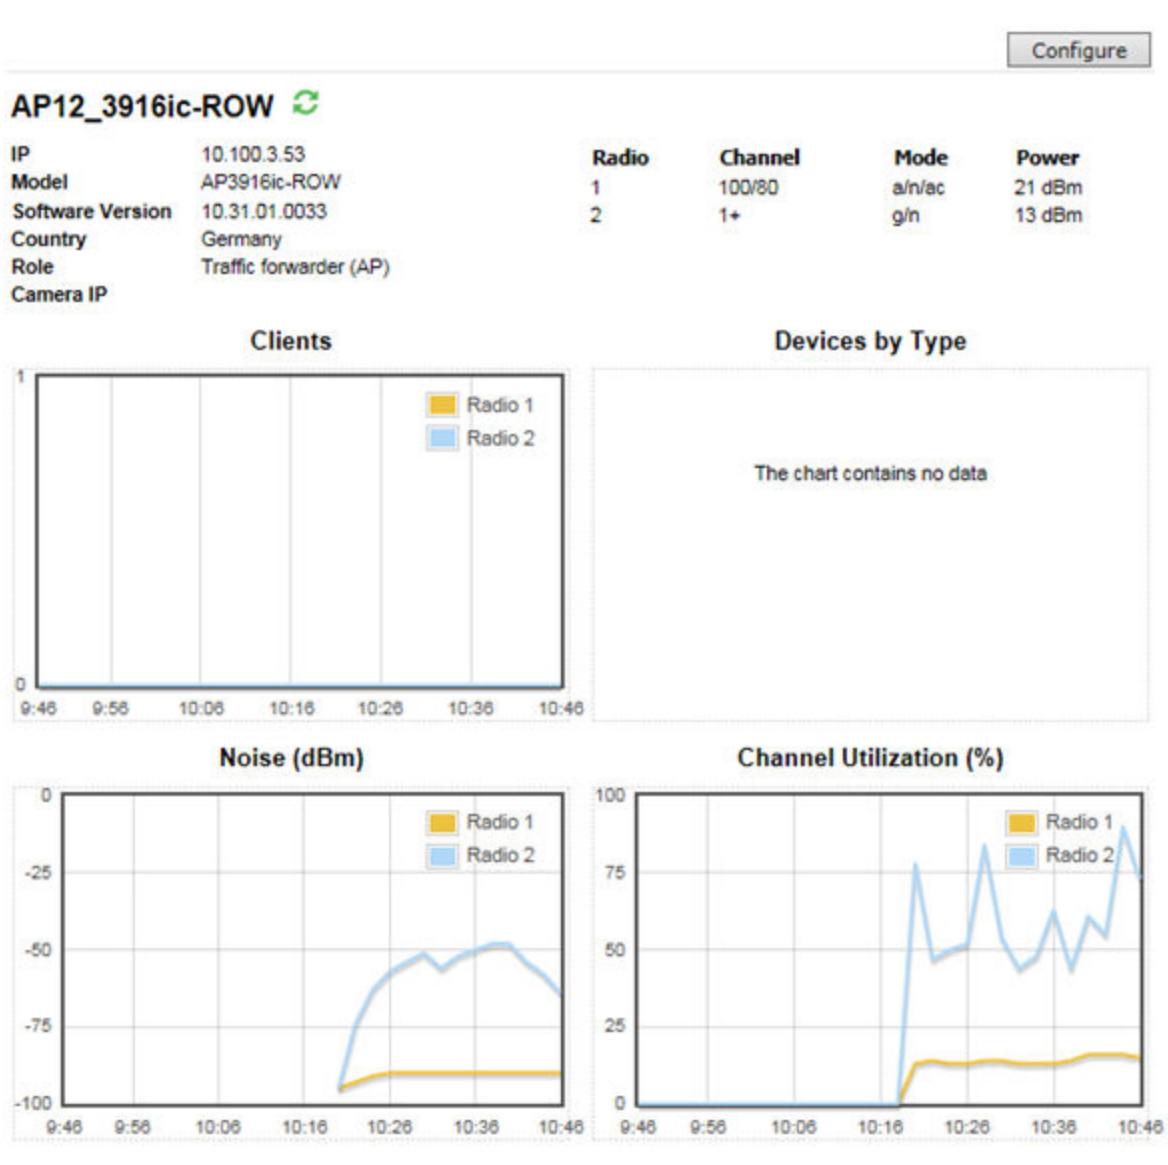 Configure
AP12_3916ic-ROW
IP 10.100.3.53
Model AP3916ic-ROW
Software Version 10.31.01.0033
Country Germany
Role Traffic forwarder (AP)
Camera IP
Radio Channel Mode Power
1 100/80 a/n/ac 21 dBm
2 1+ g/n 13 dBm
Clients
1
Radio 1
Radio 2
0
9:46 9:56 10:06 10:16 10:26 10:36 10:46
Devices by Type
The chart contains no data
Noise (dBm)
0
Radio 1
Radio 2
-25
-50
-75
-100
9:46 9:56 10:06 10:16 10:26 10:36 10:46
Channel Utilization (%)
100
Radio 1
Radio 2
75
50
25
0
9:46 9:56 10:06 10:16 10:26 10:36 10:46